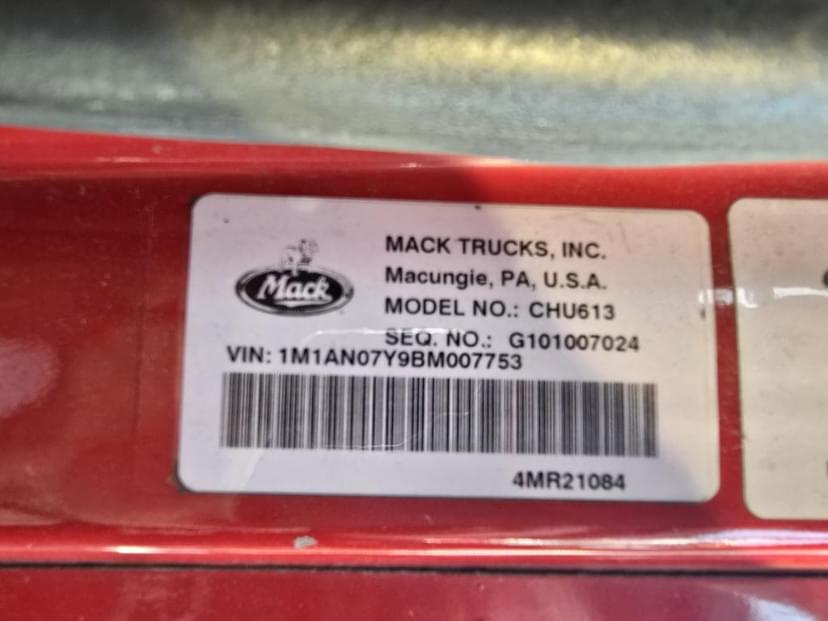 Mack
MACK TRUCKS, INC.
Macungie, PA, U.S.A.
MODEL NO.: CHU613
SEQ. NO.: G101007024
VIN: 1M1AN07Y9BM007753
4MR21084